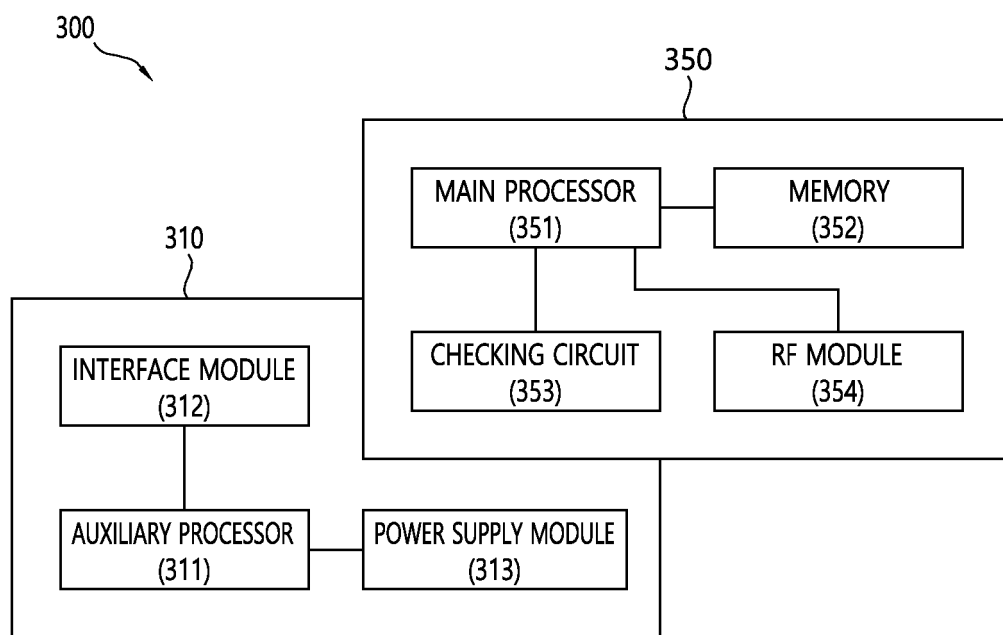 300
350
MAIN PROCESSOR
(351)
MEMORY
(352)
310
CHECKING CIRCUIT
(353)
RF MODULE
(354)
INTERFACE MODULE
(312)
AUXILIARY PROCESSOR
(311)
POWER SUPPLY MODULE
(313)